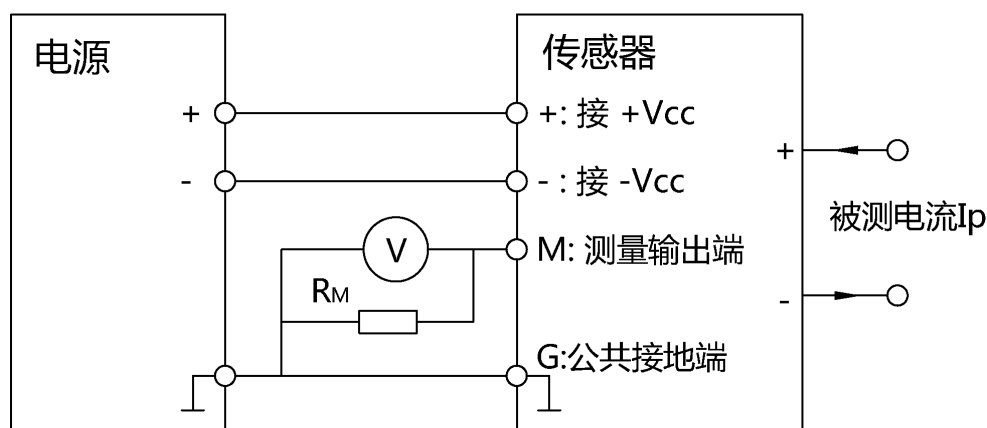 电源
传感器
+
+: 接 +Vcc
+
-
- : 接 -Vcc
被测电流Ip
V
M: 测量输出端
RM
-
G:公共接地端